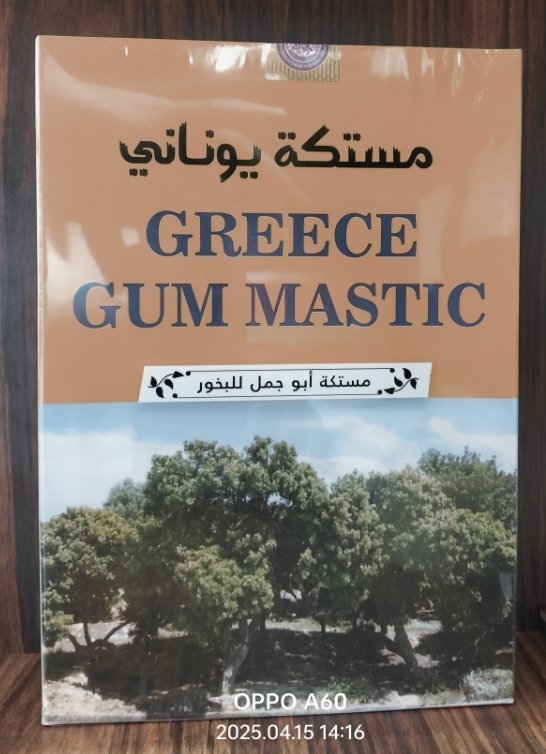 مستكة يوناني
GREECE
GUM MASTIC
مستكة أبو جمل للبخور
OPPO A60
2025.04.15 14:16